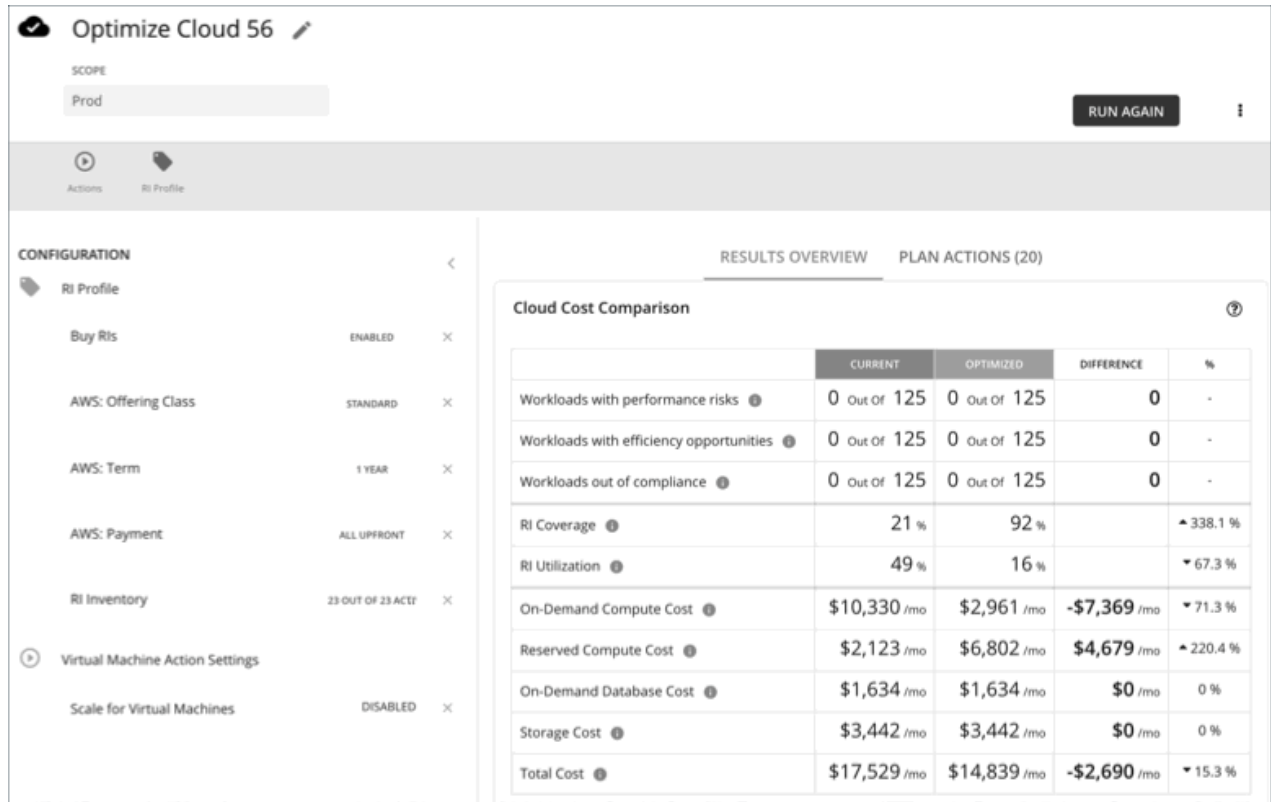 Optimize Cloud 56
SCOPE
Prod
RUN AGAIN
Actions RI Profile
CONFIGURATION
RI Profile
Buy RIs ENABLED
AWS: Offering Class STANDARD
AWS: Term 1 YEAR
AWS: Payment ALL UPFRONT
RI Inventory 23 OUT OF 23
Virtual Machine Action Settings
Scale for Virtual Machines DISABLED
RESULTS OVERVIEW PLAN ACTIONS (20)
Cloud Cost Comparison
CURRENT OPTIMIZED DIFFERENCE %
Workloads with performance risks 0 Out Of 125 0 Out Of 125 0 -
Workloads with efficiency opportunities 0 Out Of 125 0 Out Of 125 0 -
Workloads out of compliance 0 Out Of 125 0 Out Of 125 0 -
RI Coverage 21 % 92 % 338.1 %
RI Utilization 49 % 16 % 67.3 %
On-Demand Compute Cost $10,330 /mo $2,961 /mo -$7,369 /mo 71.3 %
Reserved Compute Cost $2,123 /mo $6,802 /mo $4,679 /mo 220.4 %
On-Demand Database Cost $1,634 /mo $1,634 /mo $0 /mo 0 %
Storage Cost $3,442 /mo $3,442 /mo $0 /mo 0 %
Total Cost $17,529 /mo $14,839 /mo -$2,690 /mo 15.3 %